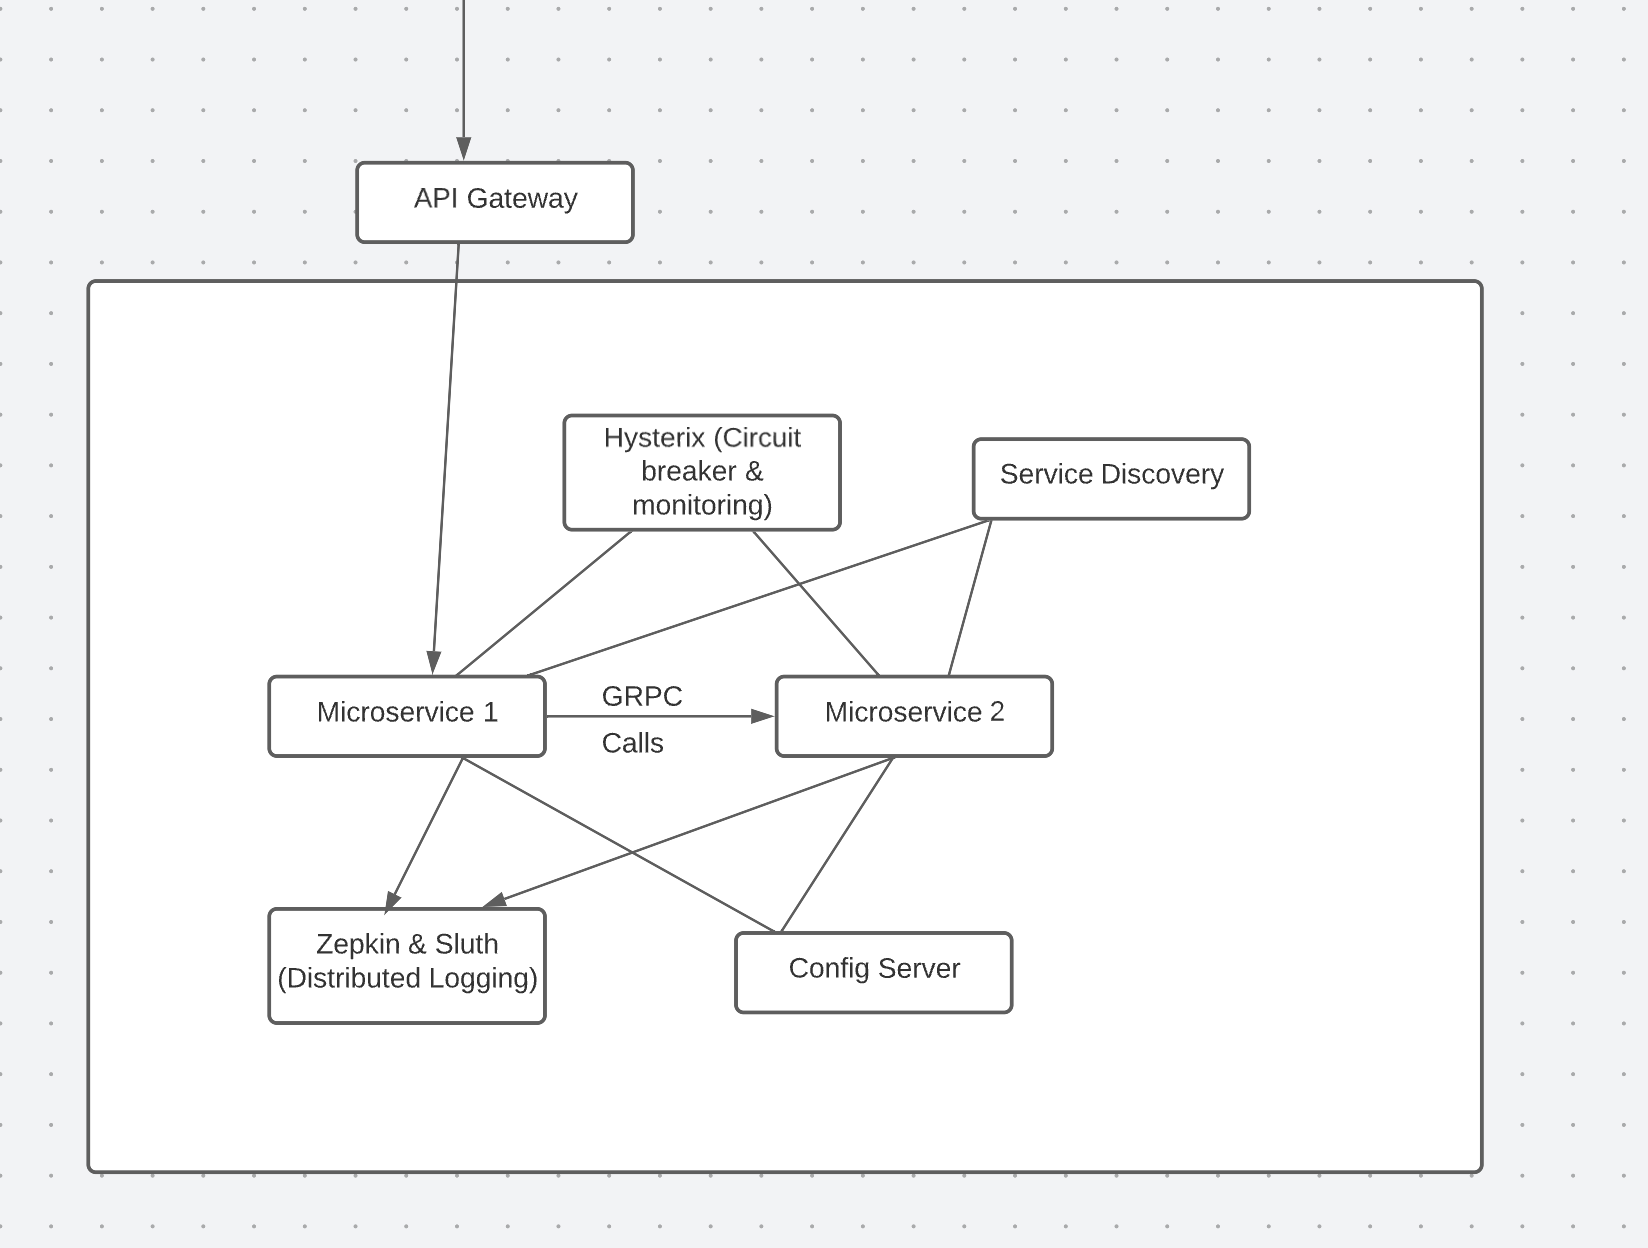 API Gateway
Hysterix (Circuit
breaker &
monitoring)
Service Discovery
Microservice 1
GRPC
Calls
Microservice 2
Zepkin & Sluth
(Distributed Logging)
Config Server